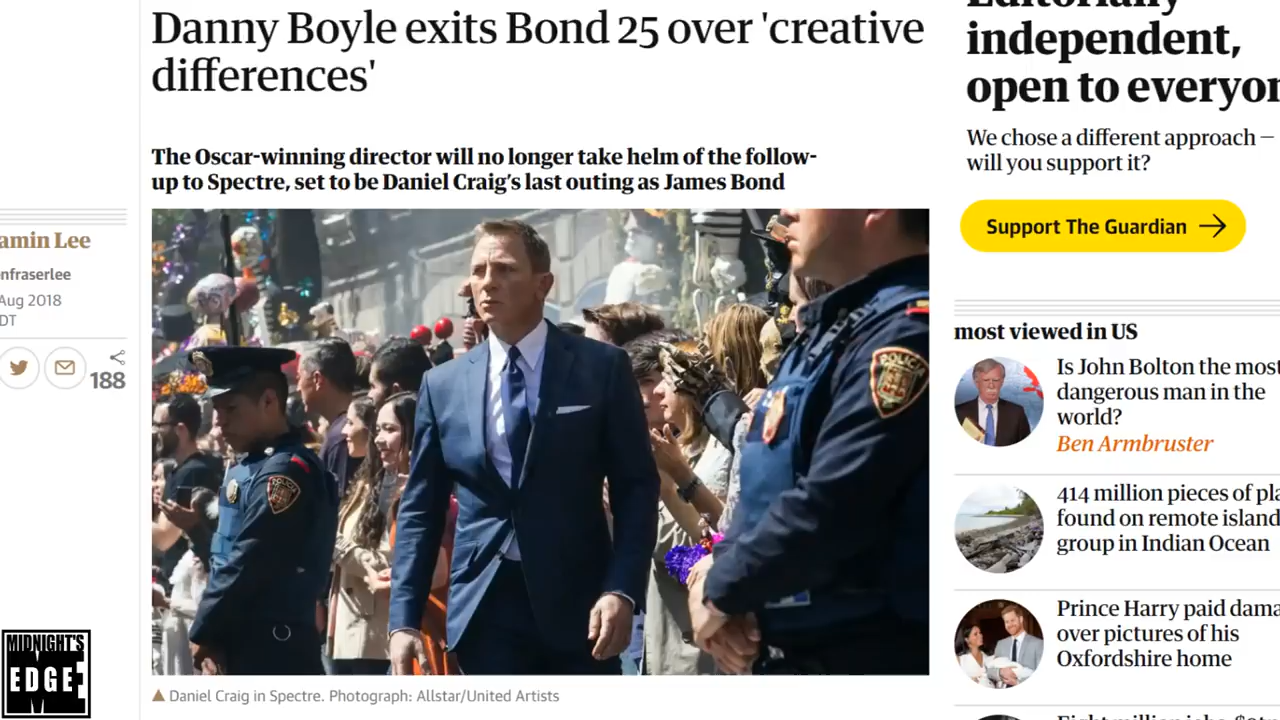 Danny Boyle exits Bond 25 over 'creative
differences'
The Oscar-winning director will no longer take helm of the follow-
up to Spectre, set to be Daniel Craig's last outing as James Bond
amin Lee
nfraserlee
Aug 2018
DT
188
POLICIA
Daniel Craig in Spectre. Photograph: Allstar/United Artists
Editorially
independent,
open to everyon
We chose a different approach —
will you support it?
Support The Guardian
most viewed in US
Is John Bolton the most
dangerous man in the
world?
Ben Armbruster
414 million pieces of pla
found on remote island
group in Indian Ocean
Prince Harry paid dama
over pictures of his
Oxfordshire home
MIDNIGHT'S
EDGE